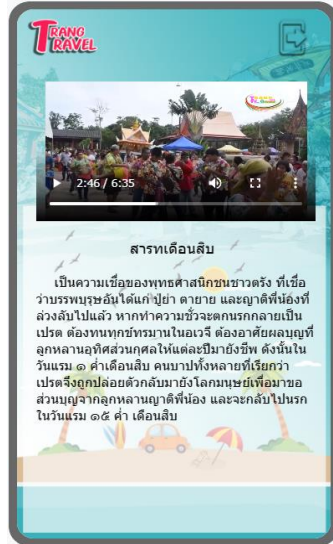 TRANG
TRAVEL
2:46 / 6:35
สารทเดือนสิบ
เป็นความเชื่อของพุทธศาสนิกชนชาวตรัง ที่เชื่อ
ว่าบรรพบุรุษอันได้แก่ ปู่ย่า ตายาย และญาติพี่น้องที่
ล่วงลับไปแล้ว หากทำความชั่วจะตกนรกกลายเป็น
เปรต ต้องทนทุกข์ทรมานในอเวจี ต้องอาศัยผลบุญที่
ลูกหลานอุทิศส่วนกุศลให้แต่ละปีมายังชีพ ดังนั้นใน
วันแรม ๑ ค่ำเดือนสิบ คนบาปทั้งหลายที่เรียกว่า
เปรตจึงถูกปล่อยตัวกลับมายังโลกมนุษย์เพื่อมาขอ
ส่วนบุญจากลูกหลานญาติพี่น้อง และจะกลับไปนรก
ในวันแรม ๑๕ ค่ำ เดือนสิบ